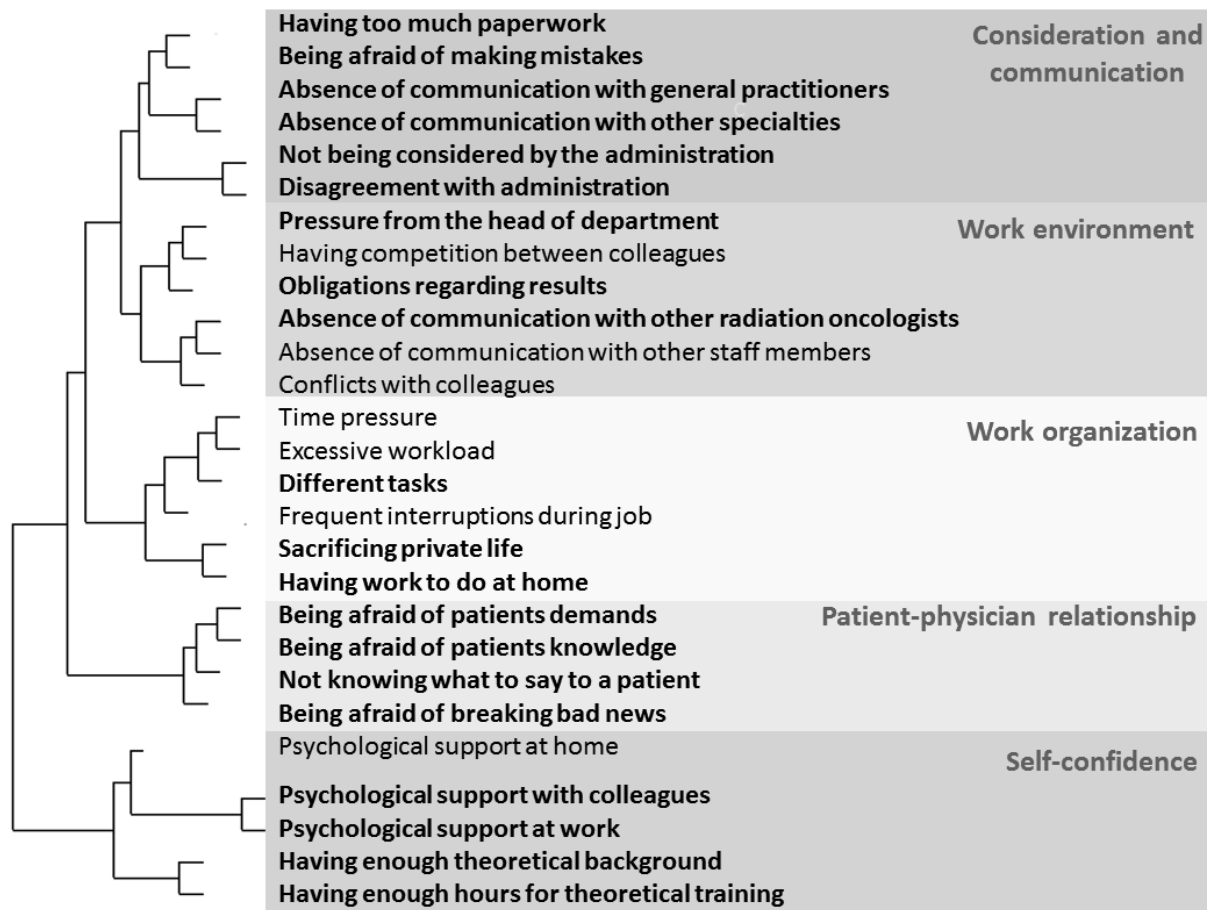 Having too much paperwork
Consideration and
Being afraid of making mistakes
communication
Absence of communication with general practitioners
Absence of communication with other specialties
Not being considered by the administration
Disagreement with administration
Pressure from the head of department
Work environment
Having competition between colleagues
Obligations regarding results
Absence of communication with other radiation oncologists
Absence of communication with other staff members
Conflicts with colleagues
Time pressure
Work organization
Excessive workload
Different tasks
Frequent interruptions during job
Sacrificing private life
Having work to do at home
Being afraid of patients demands
Patient-physician relationship
Being afraid of patients knowledge
Not knowing what to say to a patient
Being afraid of breaking bad news
Psychological support at home
Self-confidence
Psychological support with colleagues
Psychological support at work
Having enough theoretical background
Having enough hours for theoretical training